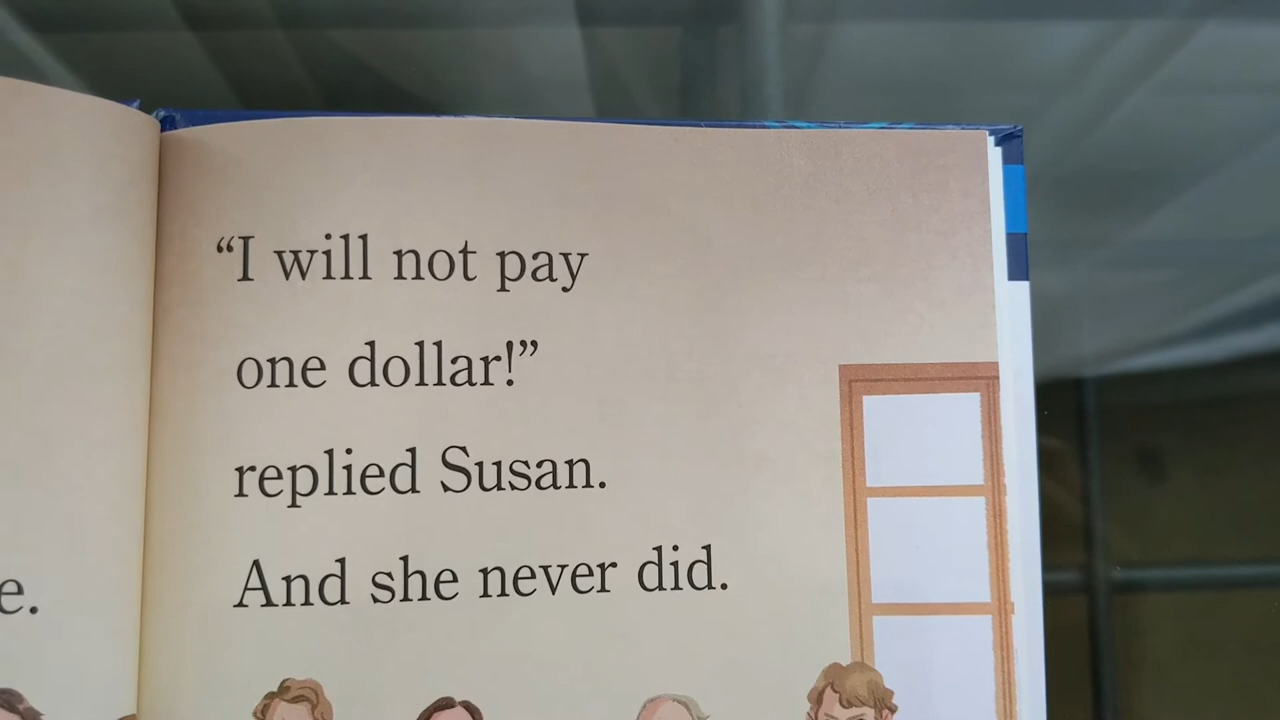 “I will not pay
one dollar!”
replied Susan.
And she never did.
e.